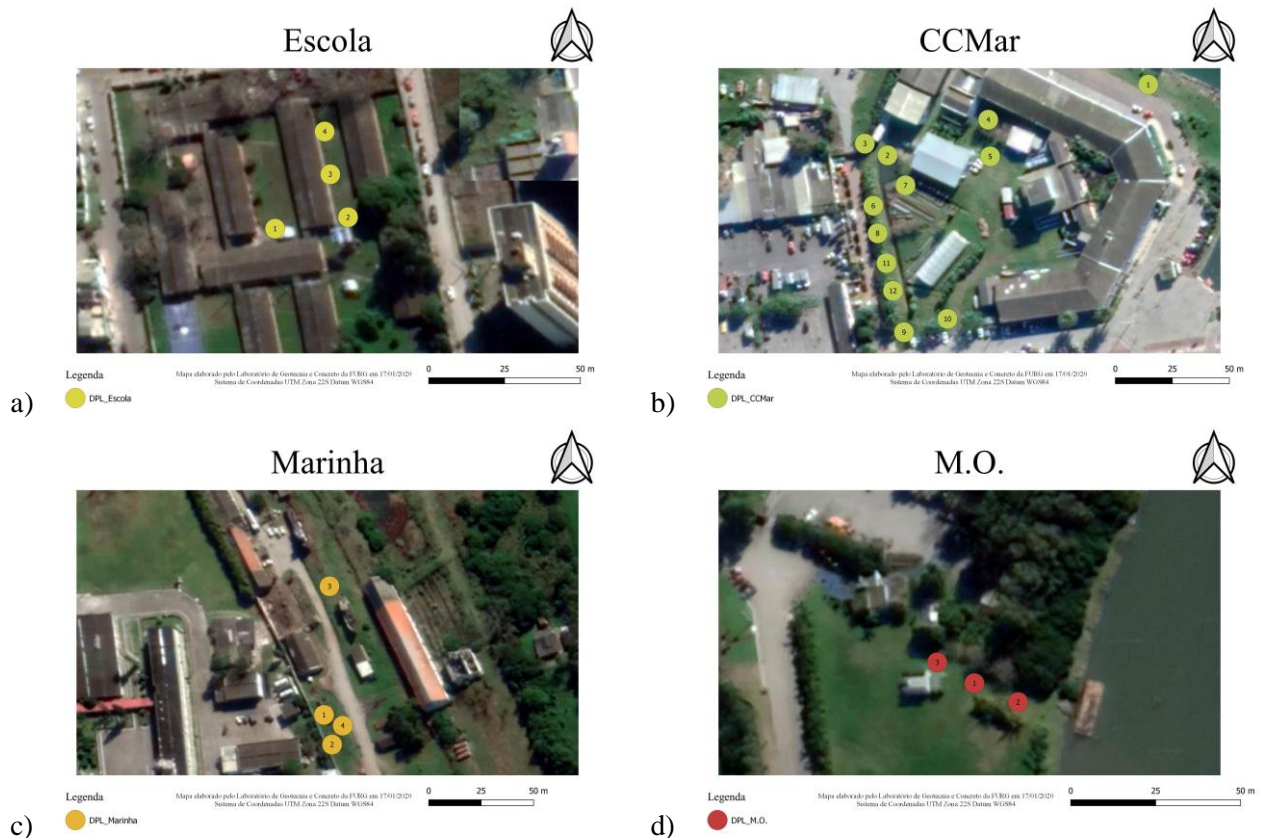 Escola
4
3
2
1
Legenda
DPL_Escola
Mapa elaborado pelo Laboratório de Geotecnia e Concreto da FURG em 17/01/2020
Sistema de Coordenadas UTM Zona 22S Datum WGS84
0 25 50 m
a)
CCMar
1
4
3
2
5
7
6
8
11
12
10
9
Legenda
DPL_CCMar
Mapa elaborado pelo Laboratório de Geotecnia e Concreto da FURG em 17/01/2020
Sistema de Coordenadas UTM Zona 22S Datum WGS84
0 25 50 m
b)
Marinha
3
1
4
2
Legenda
DPL_Marinha
Mapa elaborado pelo Laboratório de Geotecnia e Concreto da FURG em 17/01/2020
Sistema de Coordenadas UTM Zona 22S Datum WGS84
0 25 50 m
c)
M.O.
3
1
2
Legenda
DPL_M.O.
Mapa elaborado pelo Laboratório de Geotecnia e Concreto da FURG em 17/01/2020
Sistema de Coordenadas UTM Zona 22S Datum WGS84
0 25 50 m
d)